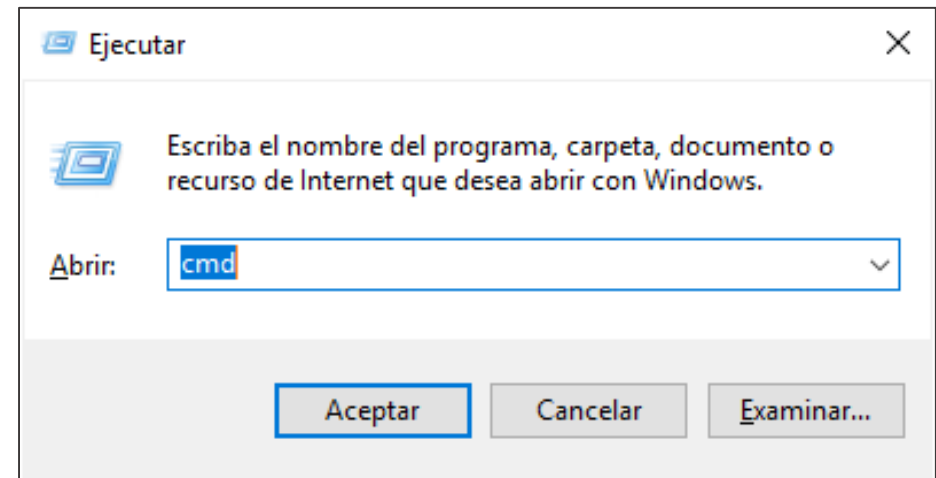 Ejecutar
Escriba el nombre del programa, carpeta, documento o
recurso de Internet que desea abrir con Windows.
Abrir: cmd
Aceptar Cancelar Examinar...